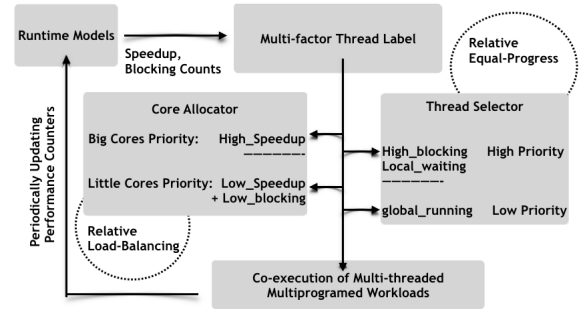 Runtime Models
Speedup,
Blocking Counts
Multi-factor Thread Label
Relative
Equal-Progress
Core Allocator
Big Cores Priority: High_Speedup
Little Cores Priority: Low_Speedup
+ Low_blocking
Thread Selector
High_blocking High Priority
Local_waiting
global_running Low Priority
Relative
Load-Balancing
Periodically Updating
Performance Counters
Co-execution of Multi-threaded
Multiprogramed Workloads